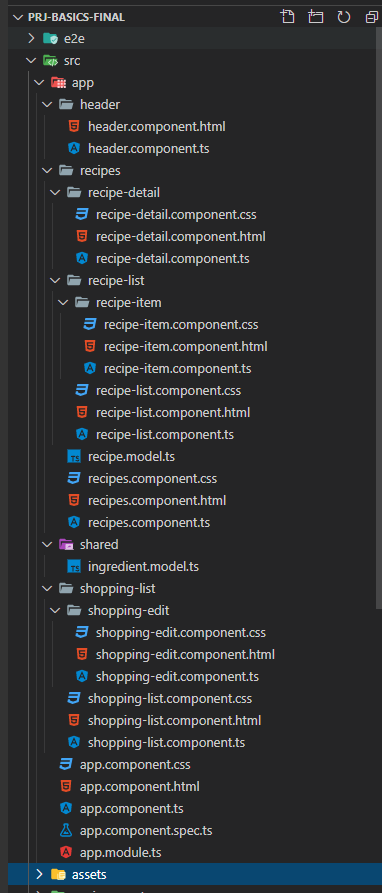 PRJ-BASICS-FINAL
e2e
src
app
header
header.component.html
header.component.ts
recipes
recipe-detail
recipe-detail.component.css
recipe-detail.component.html
recipe-detail.component.ts
recipe-list
recipe-item
recipe-item.component.css
recipe-item.component.html
recipe-item.component.ts
recipe-list.component.css
recipe-list.component.html
recipe-list.component.ts
recipe.model.ts
recipes.component.css
recipes.component.html
recipes.component.ts
shared
ingredient.model.ts
shopping-list
shopping-edit
shopping-edit.component.css
shopping-edit.component.html
shopping-edit.component.ts
shopping-list.component.css
shopping-list.component.html
shopping-list.component.ts
app.component.css
app.component.html
app.component.ts
app.component.spec.ts
app.module.ts
assets